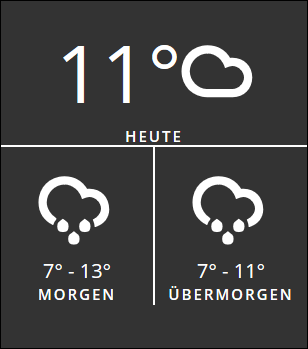 11°
HEUTE
7° - 13°
MORGEN
7° - 11°
ÜBERMORGEN